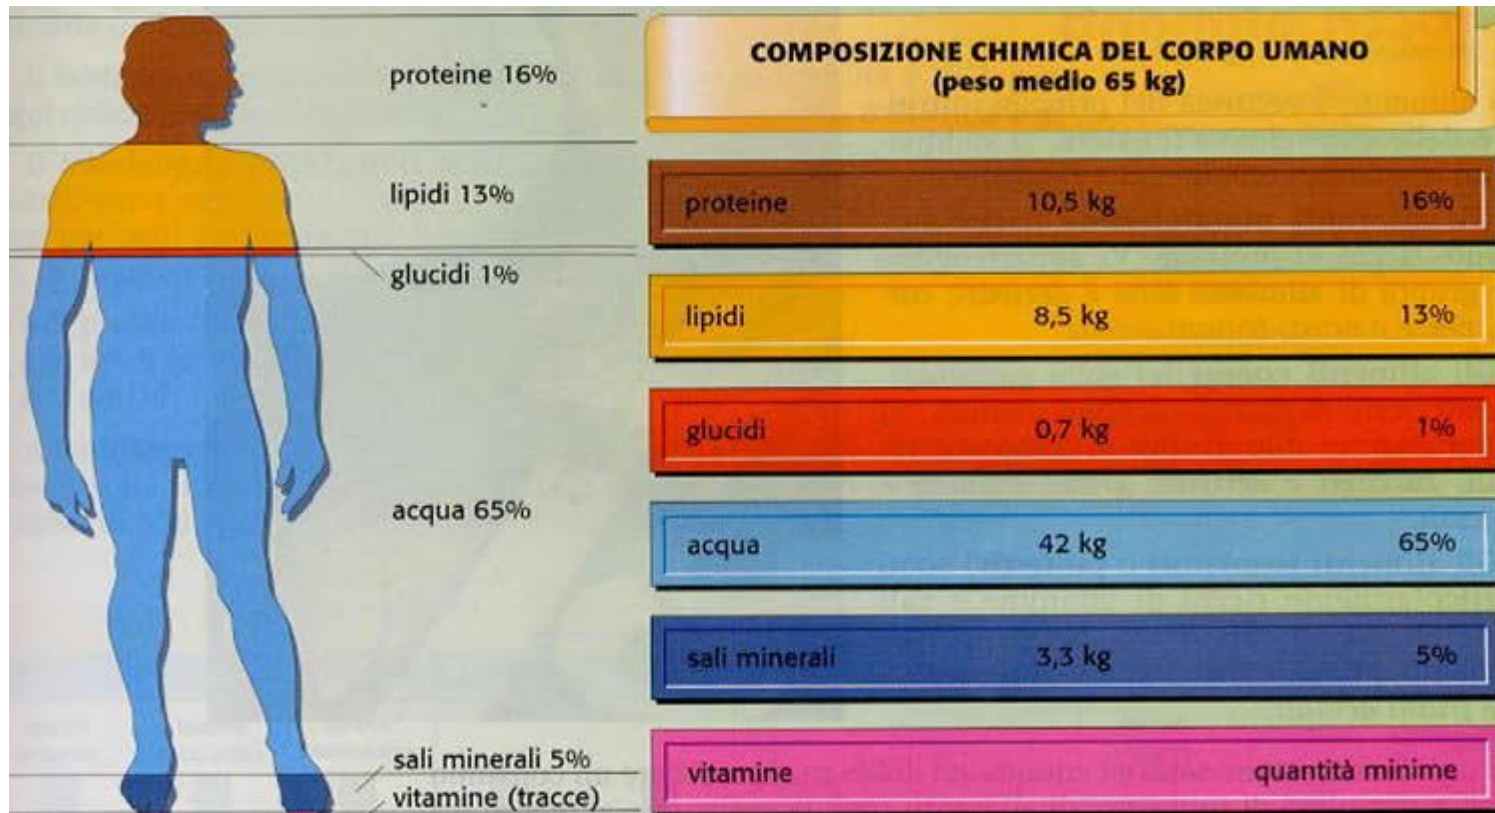 proteine 16%
lipidi 13%
glucidi 1%
acqua 65%
sali minerali 5%
vitamine (tracce)
COMPOSIZIONE CHIMICA DEL CORPO UMANO
(peso medio 65 kg)
proteine 10,5 kg 16%
lipidi 8,5 kg 13%
glucidi 0,7 kg 1%
acqua 42 kg 65%
sali minerali 3,3 kg 5%
vitamine quantità minime